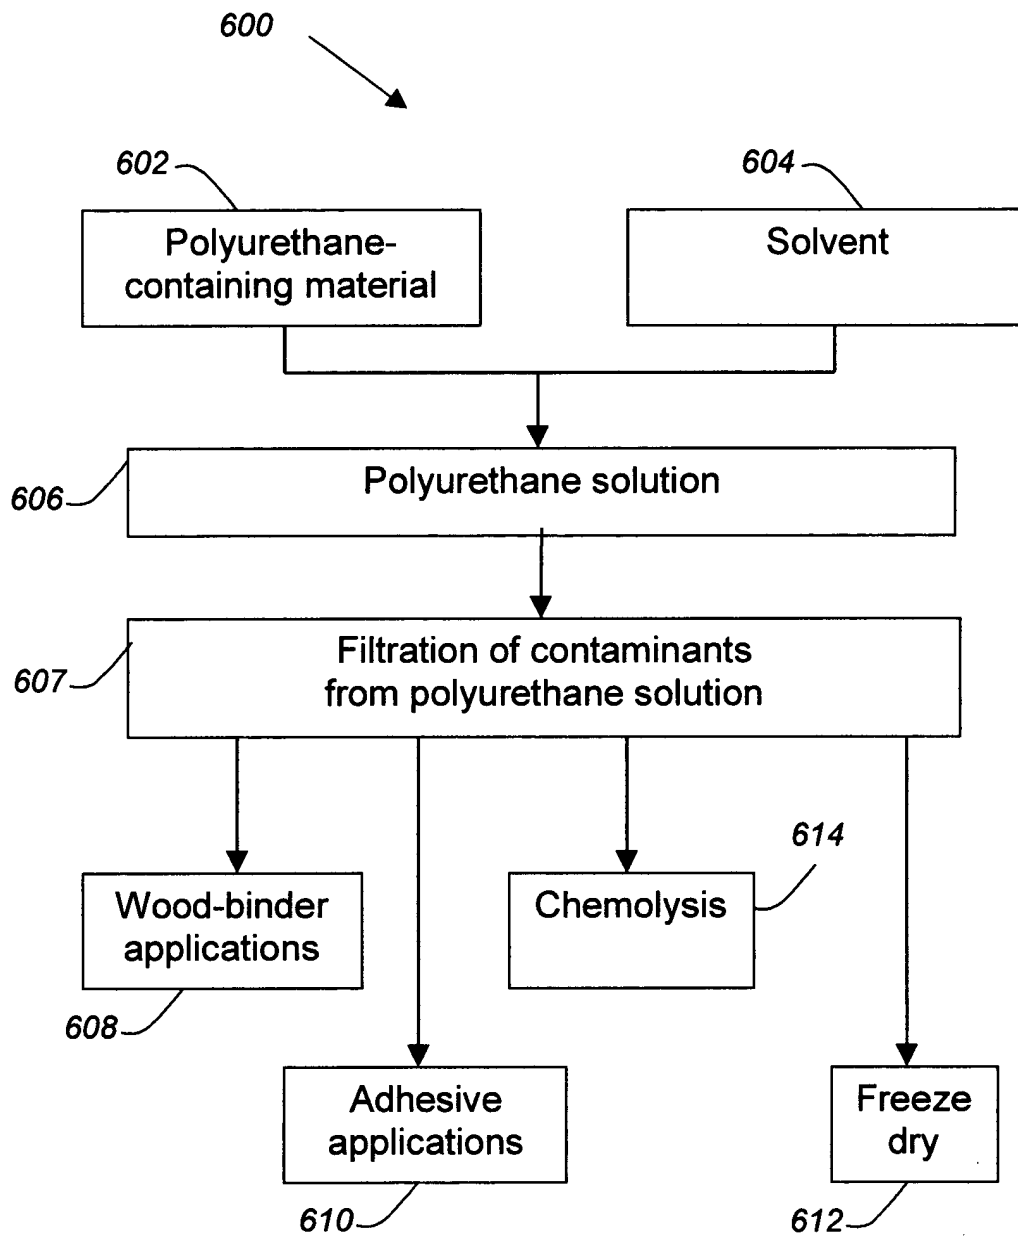 600
602
604
Polyurethane-
containing material
Solvent
606
Polyurethane solution
607
Filtration of contaminants
from polyurethane solution
614
Wood-binder
applications
Chemolysis
608
Adhesive
applications
Freeze
dry
610
612